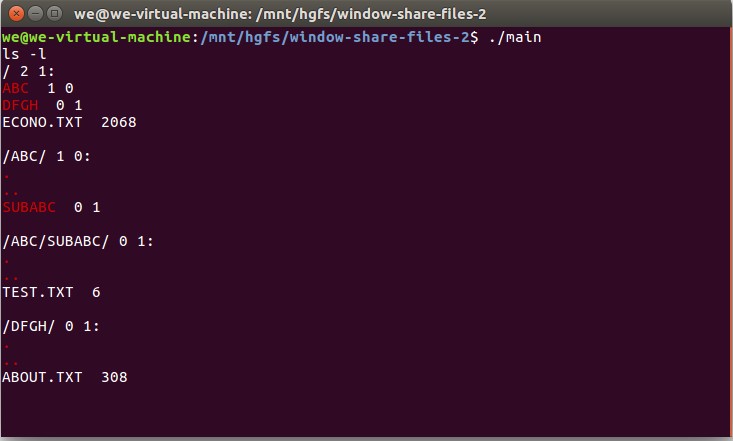 we@we-virtual-machine: /mnt/hgfs/window-share-files-2
we@we-virtual-machine:/mnt/hgfs/window-share-files-2$ ./main
ls -l
/ 2 1:
ABC  1 0
DFGH  0 1
ECONO.TXT  2068

/ABC/ 1 0:
.
..
SUBABC  0 1

/ABC/SUBABC/ 0 1:
.
..
TEST.TXT  6

/DFGH/ 0 1:
.
..
ABOUT.TXT  308